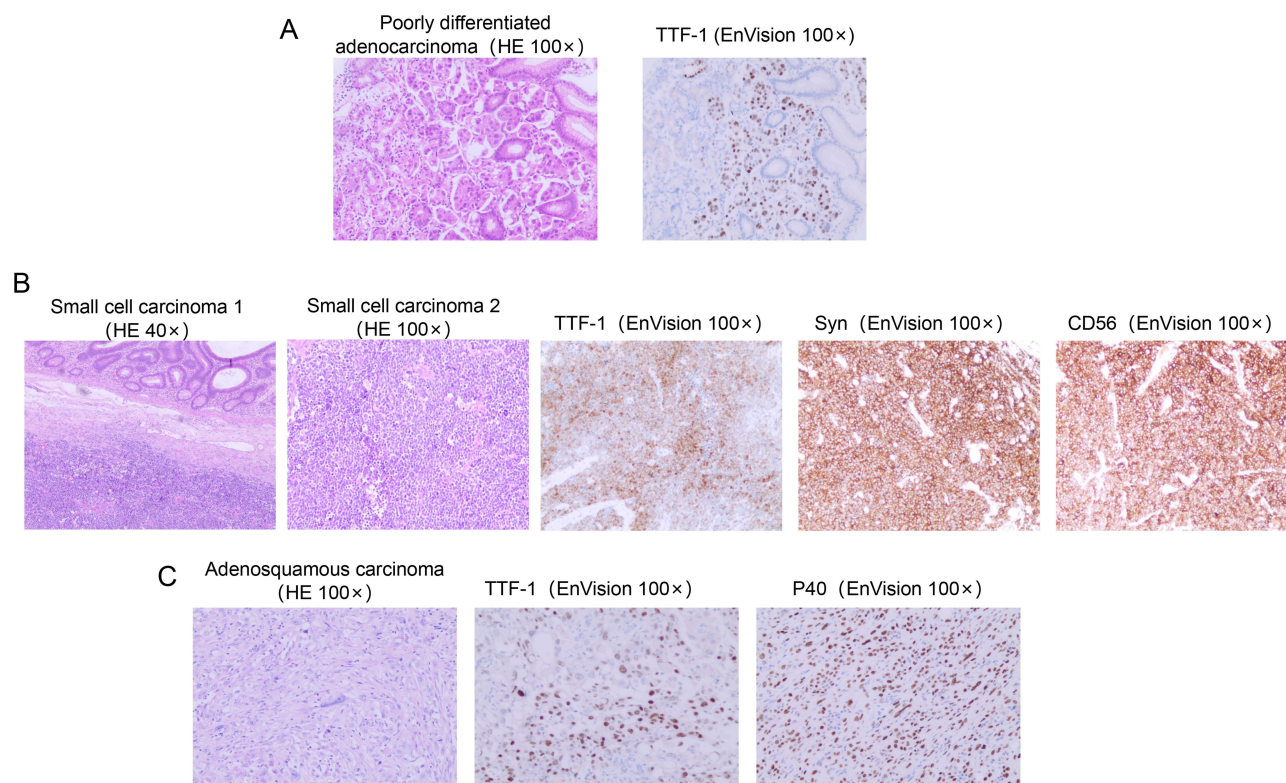 A
Poorly differentiated
adenocarcinoma（HE 100×）
TTF-1 (EnVision 100×)
B
Small cell carcinoma 1
（HE 40×）
Small cell carcinoma 2
（HE 100×）
TTF-1（EnVision 100×）
Syn（EnVision 100×）
CD56（EnVision 100×）
C
Adenosquamous carcinoma
（HE 100×）
TTF-1（EnVision 100×）
P40（EnVision 100×）